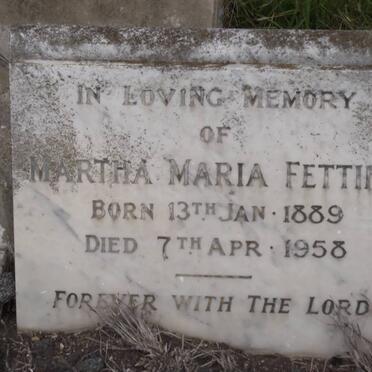 IN LOVING MEMORY
OF
MARTHA MARIA FETTIN
BORN 13TH JAN · 1889
DIED 7TH APR · 1958
FOREVER WITH THE LORD